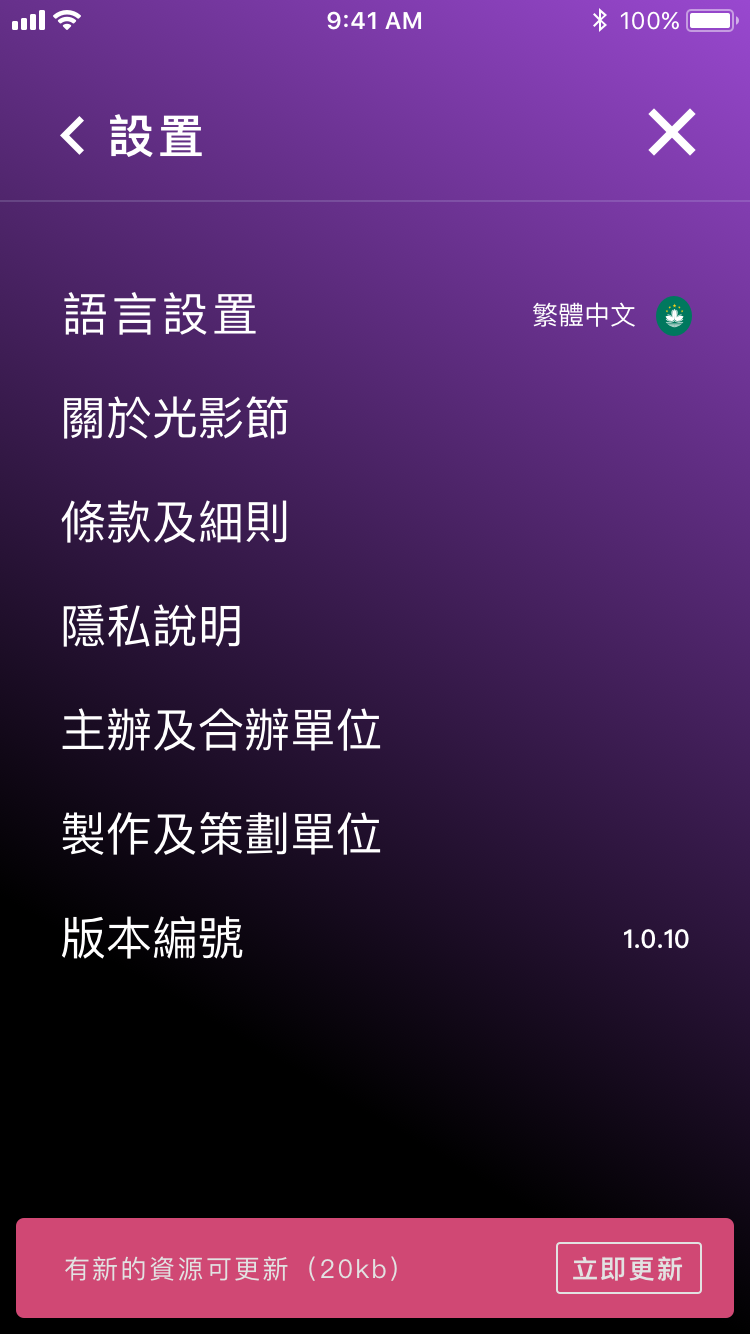 9:41 AM 100%
設置
語言設置 繁體中文
關於光影節
條款及細則
隱私說明
主辦及合辦單位
製作及策劃單位
版本編號 1.0.10
有新的資源可更新（20kb） 立即更新